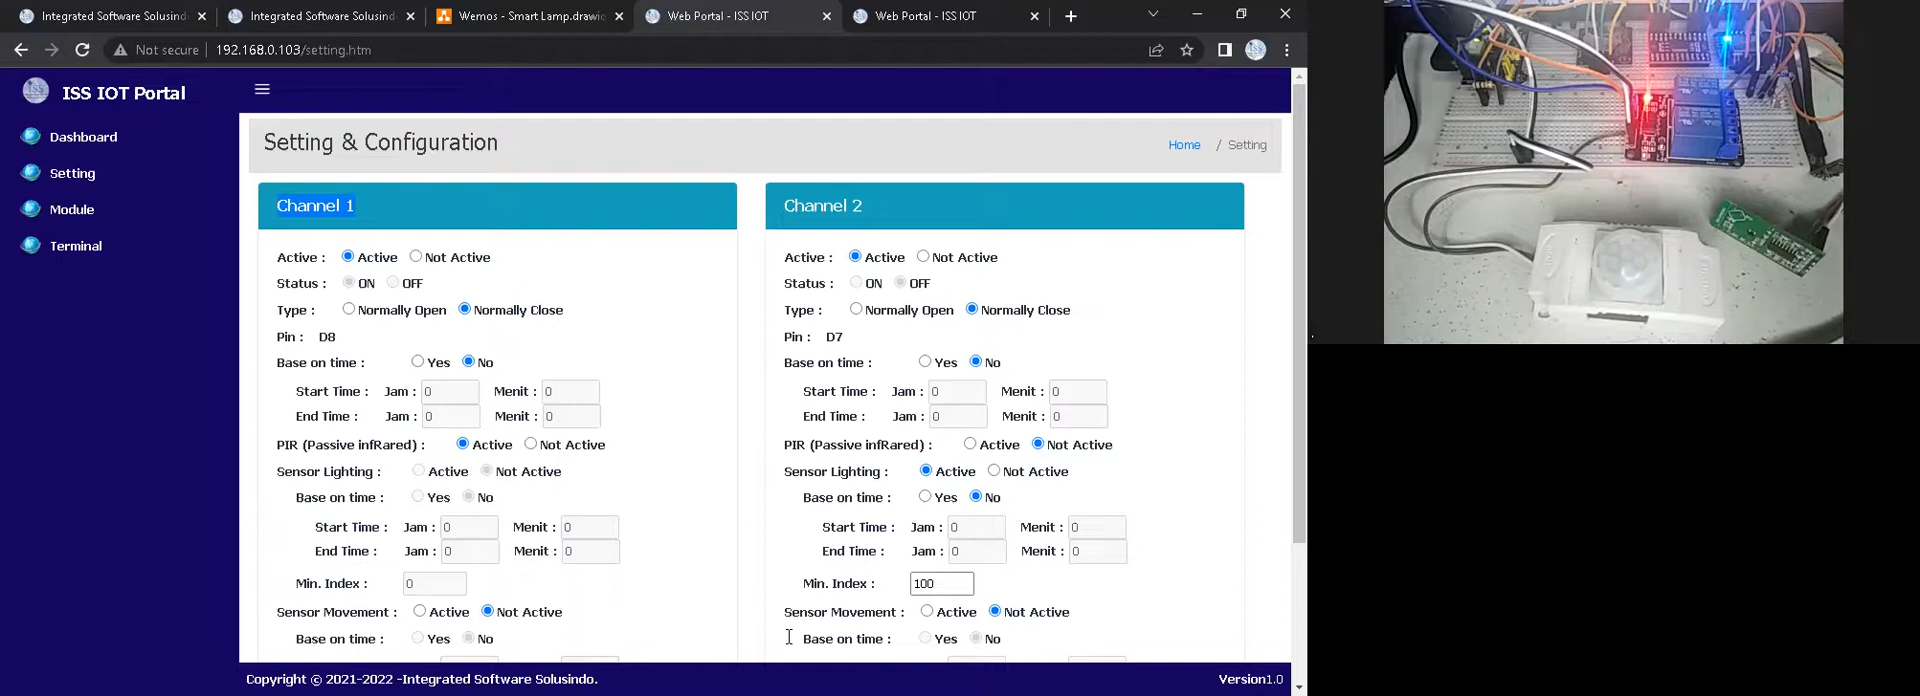 Integrated Software Solusind
Integrated Software Solusind
Wemos - Smart Lamp.drawio
Web Portal - ISS IOT
Web Portal - ISS IOT
Not secure
192.168.0.103/setting.htm
ISS IOT Portal
Dashboard
Setting
Module
Terminal
Setting & Configuration
Home / Setting
Channel 1
Active : Active Not Active
Status : ON OFF
Type : Normally Open Normally Close
Pin : D8
Base on time : Yes No
Start Time : Jam : 0 Menit : 0
End Time : Jam : 0 Menit : 0
PIR (Passive infRared) : Active Not Active
Sensor Lighting : Active Not Active
Base on time : Yes No
Start Time : Jam : 0 Menit : 0
End Time : Jam : 0 Menit : 0
Min. Index : 0
Sensor Movement : Active Not Active
Base on time : Yes No
Channel 2
Active : Active Not Active
Status : ON OFF
Type : Normally Open Normally Close
Pin : D7
Base on time : Yes No
Start Time : Jam : 0 Menit : 0
End Time : Jam : 0 Menit : 0
PIR (Passive infRared) : Active Not Active
Sensor Lighting : Active Not Active
Base on time : Yes No
Start Time : Jam : 0 Menit : 0
End Time : Jam : 0 Menit : 0
Min. Index : 100
Sensor Movement : Active Not Active
Base on time : Yes No
Copyright © 2021-2022 -Integrated Software Solusindo.
Version1.0